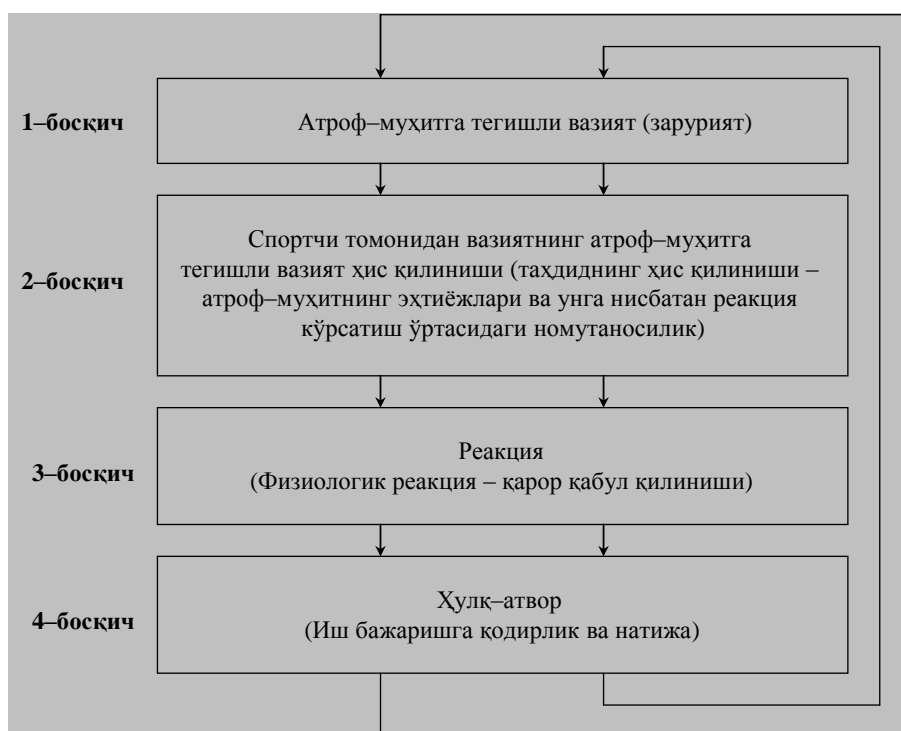 1–босқич
Атроф–муҳитга тегишли вазият (зарурият)
2–босқич
Спортчи томонидан вазиятнинг атроф–муҳитга
тегишли вазият ҳис қилиниши (таҳдиднинг ҳис қилиниши –
атроф–муҳитнинг эҳтиёжлари ва унга нисбатан реакция
кўрсатиш ўртасидаги номутаносилик)
3–босқич
Реакция
(Физиологик реакция – қарор қабул қилиниши)
4–босқич
Ҳулқ–атвор
(Иш бажаришга қодирлик ва натижа)